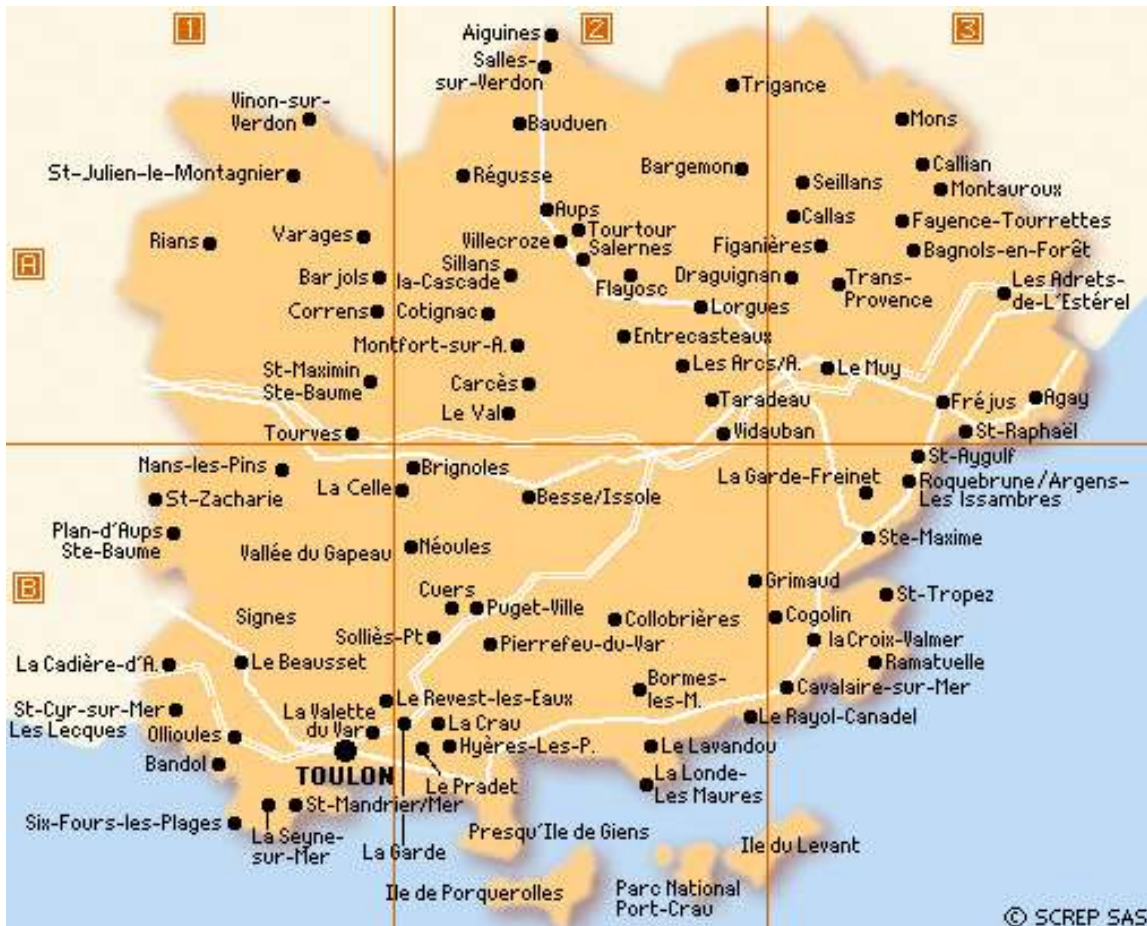 1
2
3
Aiguines
Salles-
sur-Verdon
Trigance
Vinon-sur-
Verdon
Bauduen
Mons
St-Julien-le-Montagnier
Régusse
Bargemon
Callian
Seillans
Montauroux
Aups
Callas
Fayence-Tourrettes
Rians
Varages
Villecroze
Tourtour
Salernes
Figanières
Bagnols-en-Forêt
A
Barjols
Sillans
la-Cascade
Flayosc
Draguignan
Trans-
Provence
Les Adrets-
de-L'Estérel
Correns
Cotignac
Lorgues
Montfort-sur-A.
Entrecasteaux
St-Maximin
Ste-Baume
Carcès
Les Arcs/A.
Le Muy
Le Val
Taradeau
Fréjus
Agay
Tourves
Vidauban
St-Raphaël
Nans-les-Pins
Brignoles
St-Aygulf
St-Zacharie
La Celle
Besse/Issole
La Garde-Freinet
Roquebrune/Argens-
Les Issambres
Plan-d'Aups
Ste-Baume
Vallée du Gapeau
Néoules
Ste-Maxime
B
Cuers
Grimaud
St-Tropez
Signes
Puget-Ville
Collobrières
Cogolin
Solliès-Pt
Pierrefeu-du-Var
la Croix-Valmer
La Cadière-d'A.
Le Beausset
Ramatuelle
Bormes-
les-M.
Cavalaire-sur-Mer
St-Cyr-sur-Mer
Les Lecques
Le Revest-les-Eaux
La Valette
du Var
La Crau
Le Rayol-Canadel
Ollioules
Hyères-Les-P.
Le Lavandou
Bandol
TOULON
Le Pradet
La Londe-
Les Maures
St-Mandrier/Mer
Six-Fours-les-Plages
La Seyne-
sur-Mer
La Garde
Presqu'Ile de Giens
Ile du Levant
Ile de Porquerolles
Parc National
Port-Crau
© SCREP SAS